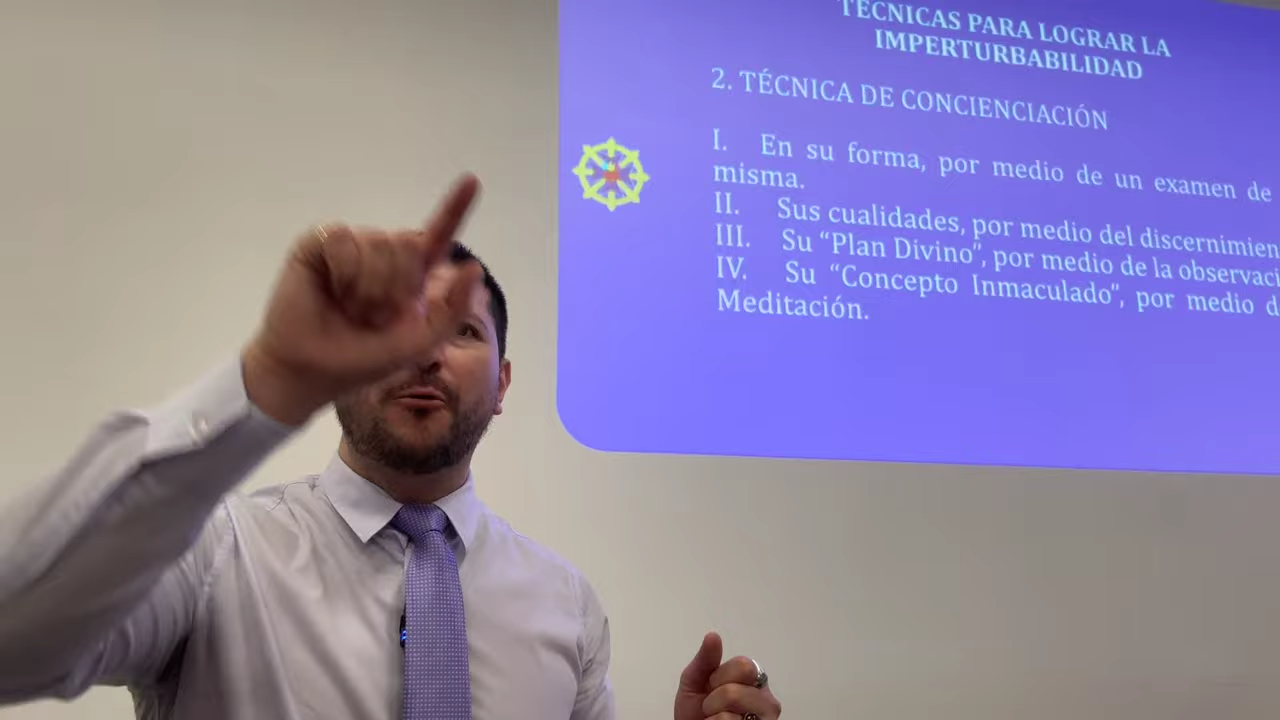 TÉCNICAS PARA LOGRAR LA
IMPERTURBABILIDAD
2. TÉCNICA DE CONCIENCIACIÓN
I. En su forma, por medio de un examen de
misma.
II. Sus cualidades, por medio del
III. Su “Plan Divino”, por medio de la
IV. Su “Concepto Inmaculado”, por medio
Meditación.